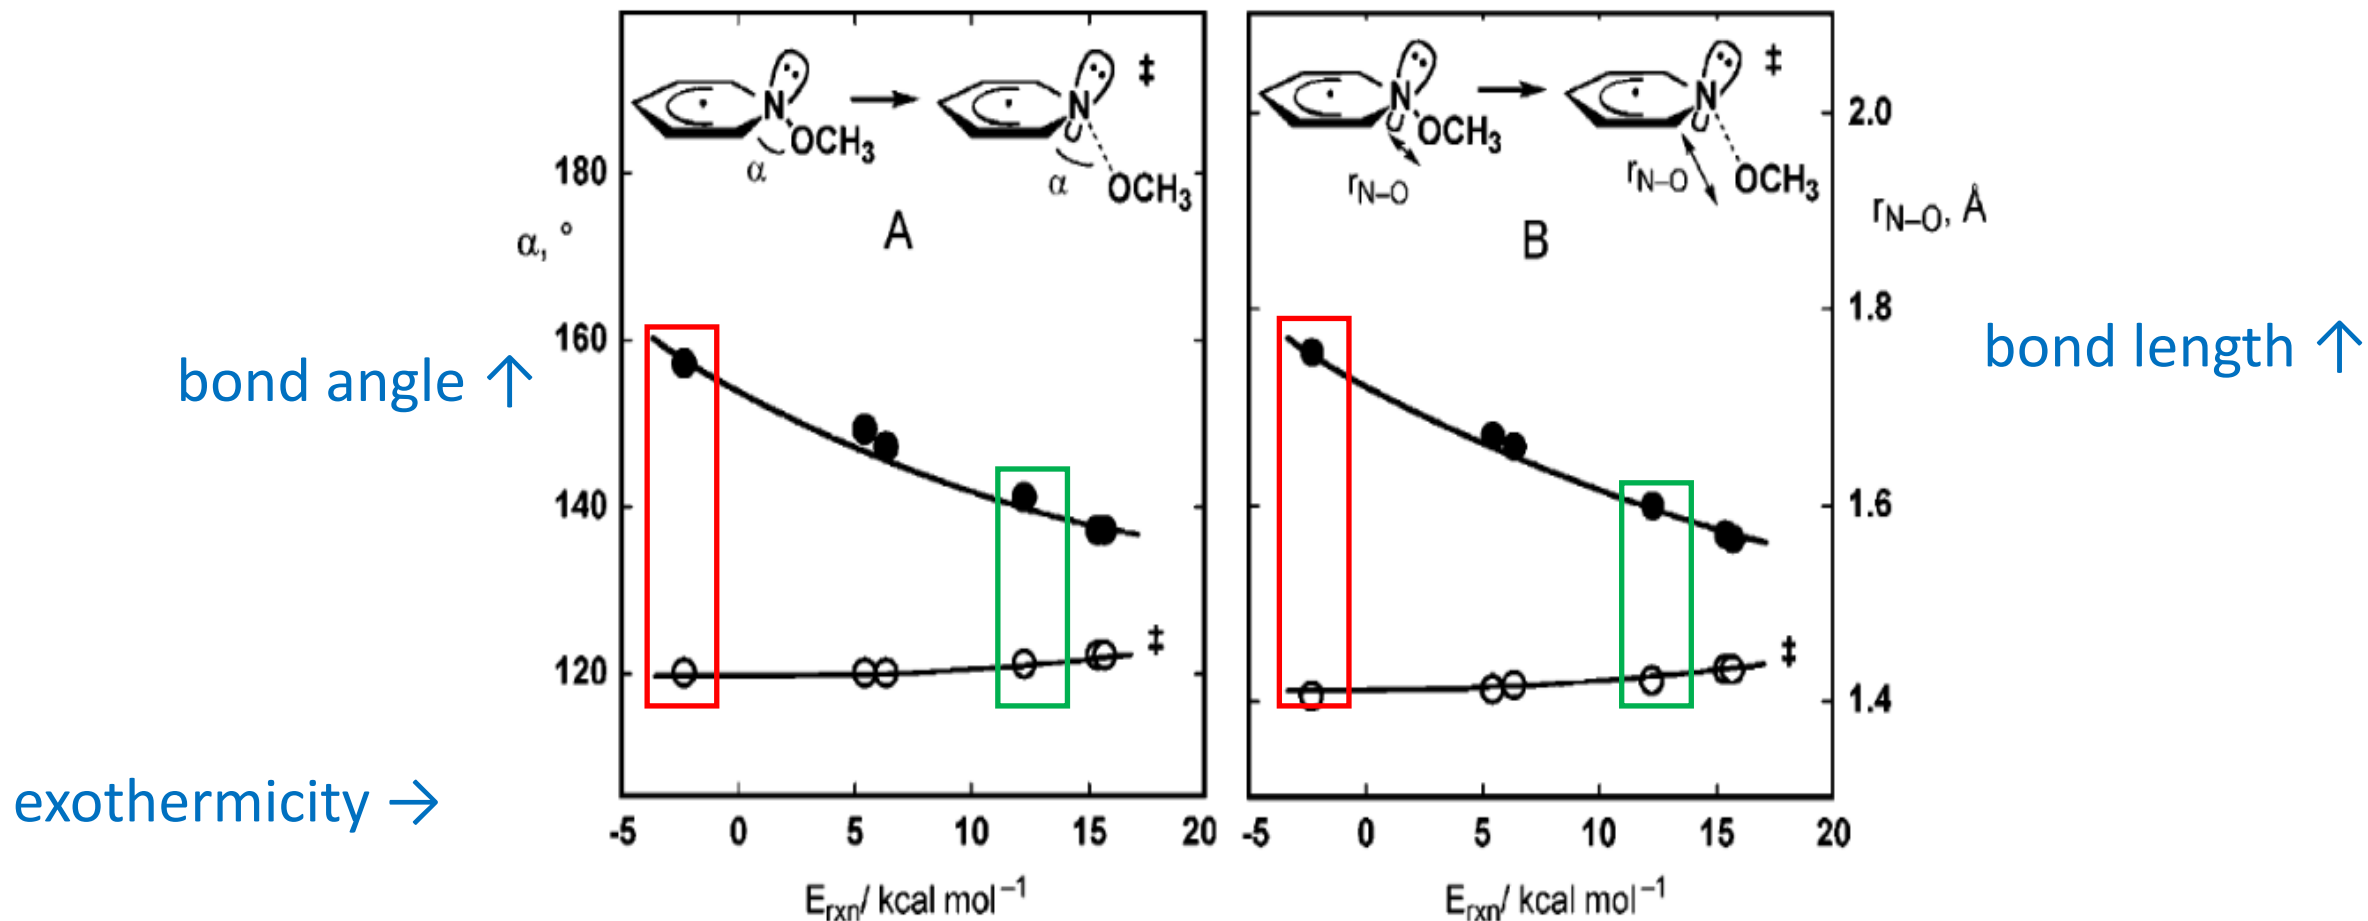 N
OCH₃
α
N
OCH₃
α
‡
A
180
160
140
120
α, °
‡
-5 0 5 10 15 20
Erxn/ kcal mol⁻¹
N
OCH₃
rN–O
N
OCH₃
rN–O
‡
B
2.0
1.8
1.6
1.4
rN–O, Å
‡
-5 0 5 10 15 20
Erxn/ kcal mol⁻¹
bond angle ↑
bond length ↑
exothermicity →